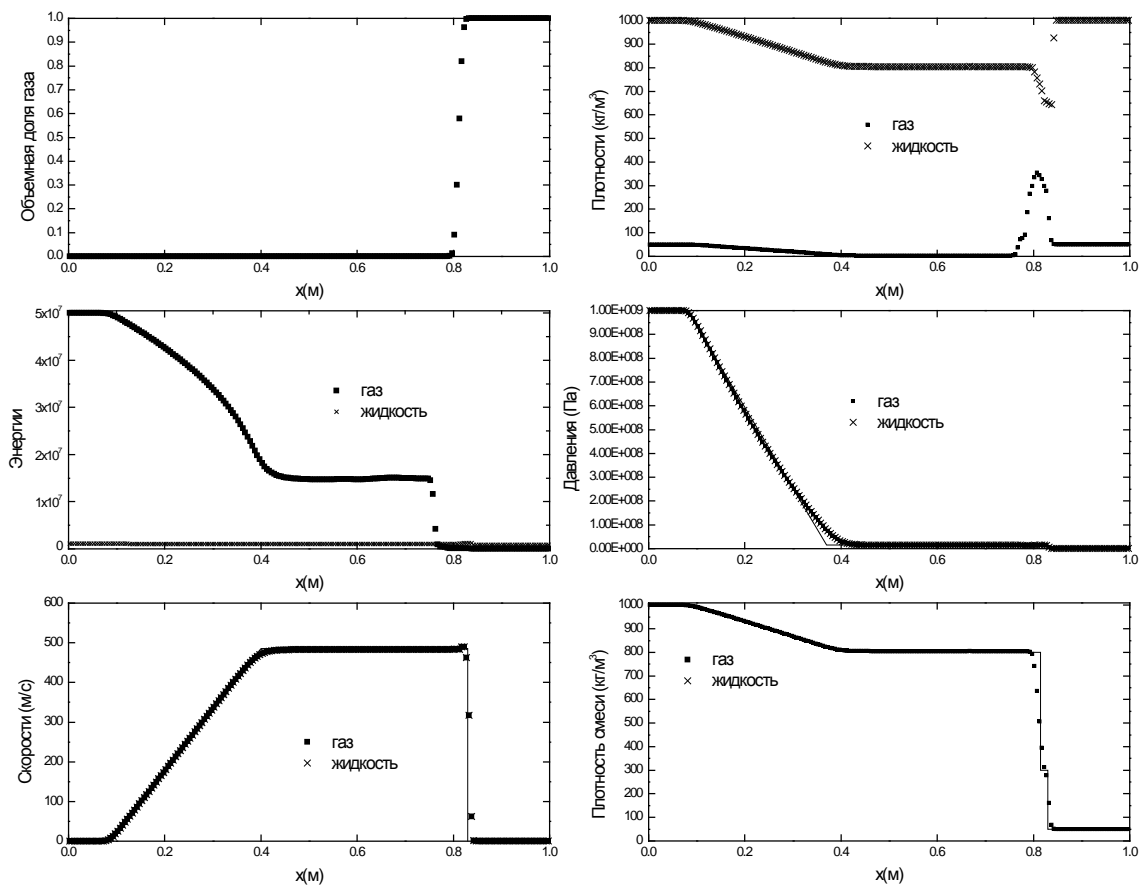 Объемная доля газа
1.0
0.9
0.8
0.7
0.6
0.5
0.4
0.3
0.2
0.1
0.0
0.0 0.2 0.4 0.6 0.8 1.0
x(м)
Плотности (кг/м³)
1000
900
800
700
600
500
400
300
200
100
0
газ
жидкость
0.0 0.2 0.4 0.6 0.8 1.0
x(м)
Энергии
5x10⁷
4x10⁷
3x10⁷
2x10⁷
1x10⁷
0
газ
жидкость
0.0 0.2 0.4 0.6 0.8 1.0
x(м)
Давления (Па)
1.00E+009
9.00E+008
8.00E+008
7.00E+008
6.00E+008
5.00E+008
4.00E+008
3.00E+008
2.00E+008
1.00E+008
0.00E+000
газ
жидкость
0.0 0.2 0.4 0.6 0.8 1.0
x(м)
Скорости (м/с)
600
500
400
300
200
100
0
газ
жидкость
0.0 0.2 0.4 0.6 0.8 1.0
x(м)
Плотность смеси (кг/м³)
1000
900
800
700
600
500
400
300
200
100
0
газ
жидкость
0.0 0.2 0.4 0.6 0.8 1.0
x(м)